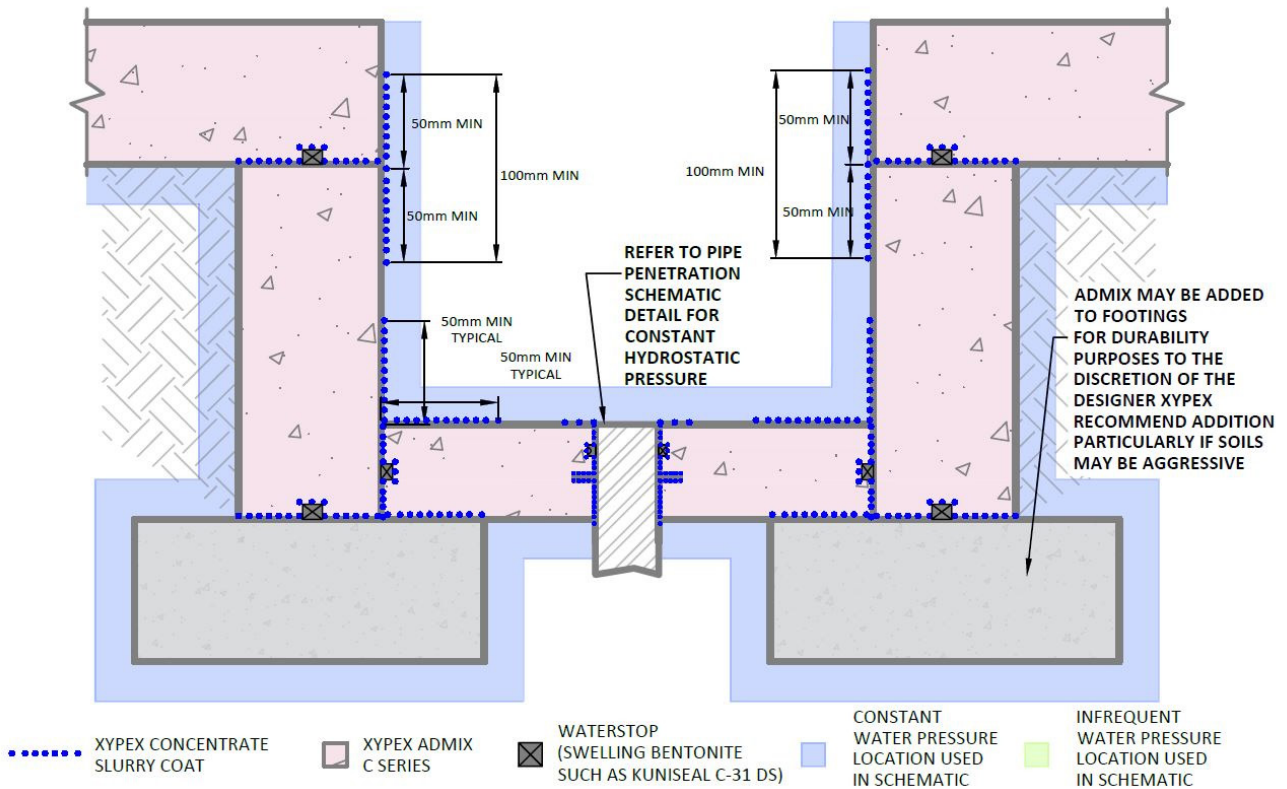 50mm MIN
100mm MIN
50mm MIN
50mm MIN
100mm MIN
50mm MIN
REFER TO PIPE
PENETRATION
SCHEMATIC
DETAIL FOR
CONSTANT
HYDROSTATIC
PRESSURE
50mm MIN
TYPICAL
50mm MIN
TYPICAL
ADMIX MAY BE ADDED
TO FOOTINGS
FOR DURABILITY
PURPOSES TO THE
DISCRETION OF THE
DESIGNER XYPEX
RECOMMEND ADDITION
PARTICULARLY IF SOILS
MAY BE AGGRESSIVE
XYPEX CONCENTRATE
SLURRY COAT
XYPEX ADMIX
C SERIES
WATERSTOP
(SWELLING BENTONITE
SUCH AS KUNISEAL C-31 DS)
CONSTANT
WATER PRESSURE
LOCATION USED
IN SCHEMATIC
INFREQUENT
WATER PRESSURE
LOCATION USED
IN SCHEMATIC